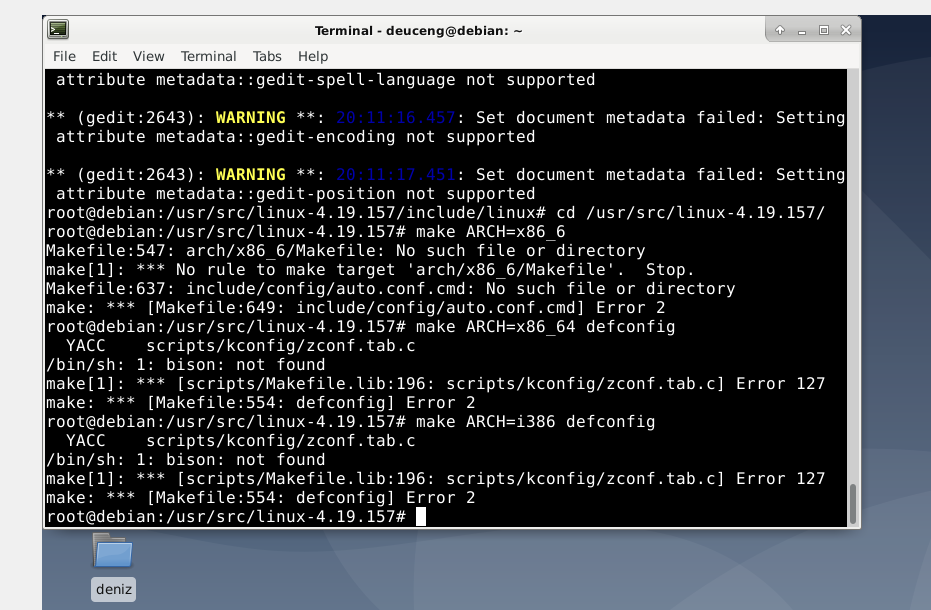 Terminal - deuceng@debian: ~
File Edit View Terminal Tabs Help
attribute metadata::gedit-spell-language not supported
** (gedit:2643): WARNING **: 20:11:16.457: Set document metadata failed: Setting
attribute metadata::gedit-encoding not supported
** (gedit:2643): WARNING **: 20:11:17.451: Set document metadata failed: Setting
attribute metadata::gedit-position not supported
root@debian:/usr/src/linux-4.19.157/include/linux# cd /usr/src/linux-4.19.157/
root@debian:/usr/src/linux-4.19.157# make ARCH=x86_6
Makefile:547: arch/x86_6/Makefile: No such file or directory
make[1]: *** No rule to make target 'arch/x86_6/Makefile'.  Stop.
Makefile:637: include/config/auto.conf.cmd: No such file or directory
make: *** [Makefile:649: include/config/auto.conf.cmd] Error 2
root@debian:/usr/src/linux-4.19.157# make ARCH=x86_64 defconfig
YACC    scripts/kconfig/zconf.tab.c
/bin/sh: 1: bison: not found
make[1]: *** [scripts/Makefile.lib:196: scripts/kconfig/zconf.tab.c] Error 127
make: *** [Makefile:554: defconfig] Error 2
root@debian:/usr/src/linux-4.19.157# make ARCH=i386 defconfig
YACC    scripts/kconfig/zconf.tab.c
/bin/sh: 1: bison: not found
make[1]: *** [scripts/Makefile.lib:196: scripts/kconfig/zconf.tab.c] Error 127
make: *** [Makefile:554: defconfig] Error 2
root@debian:/usr/src/linux-4.19.157#
deniz